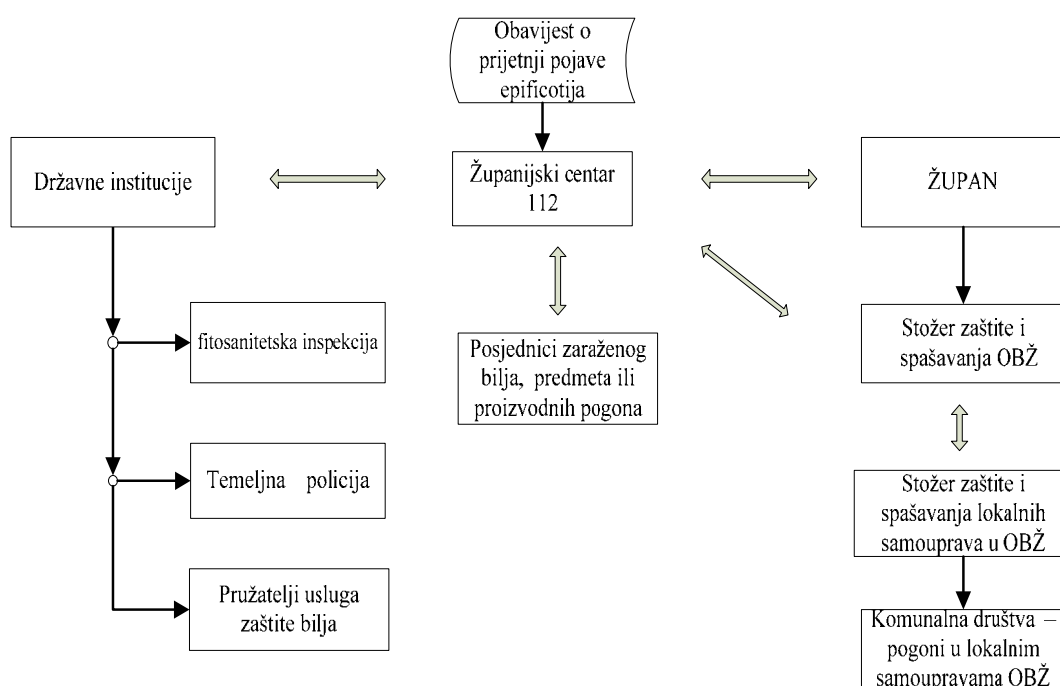 Obavijest o
prijetnji pojave
epificotija
Državne institucije
Županijski centar
112
ŽUPAN
fitosanitetska inspekcija
Posjednici zaraženog
bilja, predmeta ili
proizvodnih pogona
Stožer zaštite i
spašavanja OBŽ
Temeljna policija
Stožer zaštite i
spašavanja lokalnih
samouprava u OBŽ
Pružatelji usluga
zaštite bilja
Komunalna društva –
pogoni u lokalnim
samoupravama OBŽ